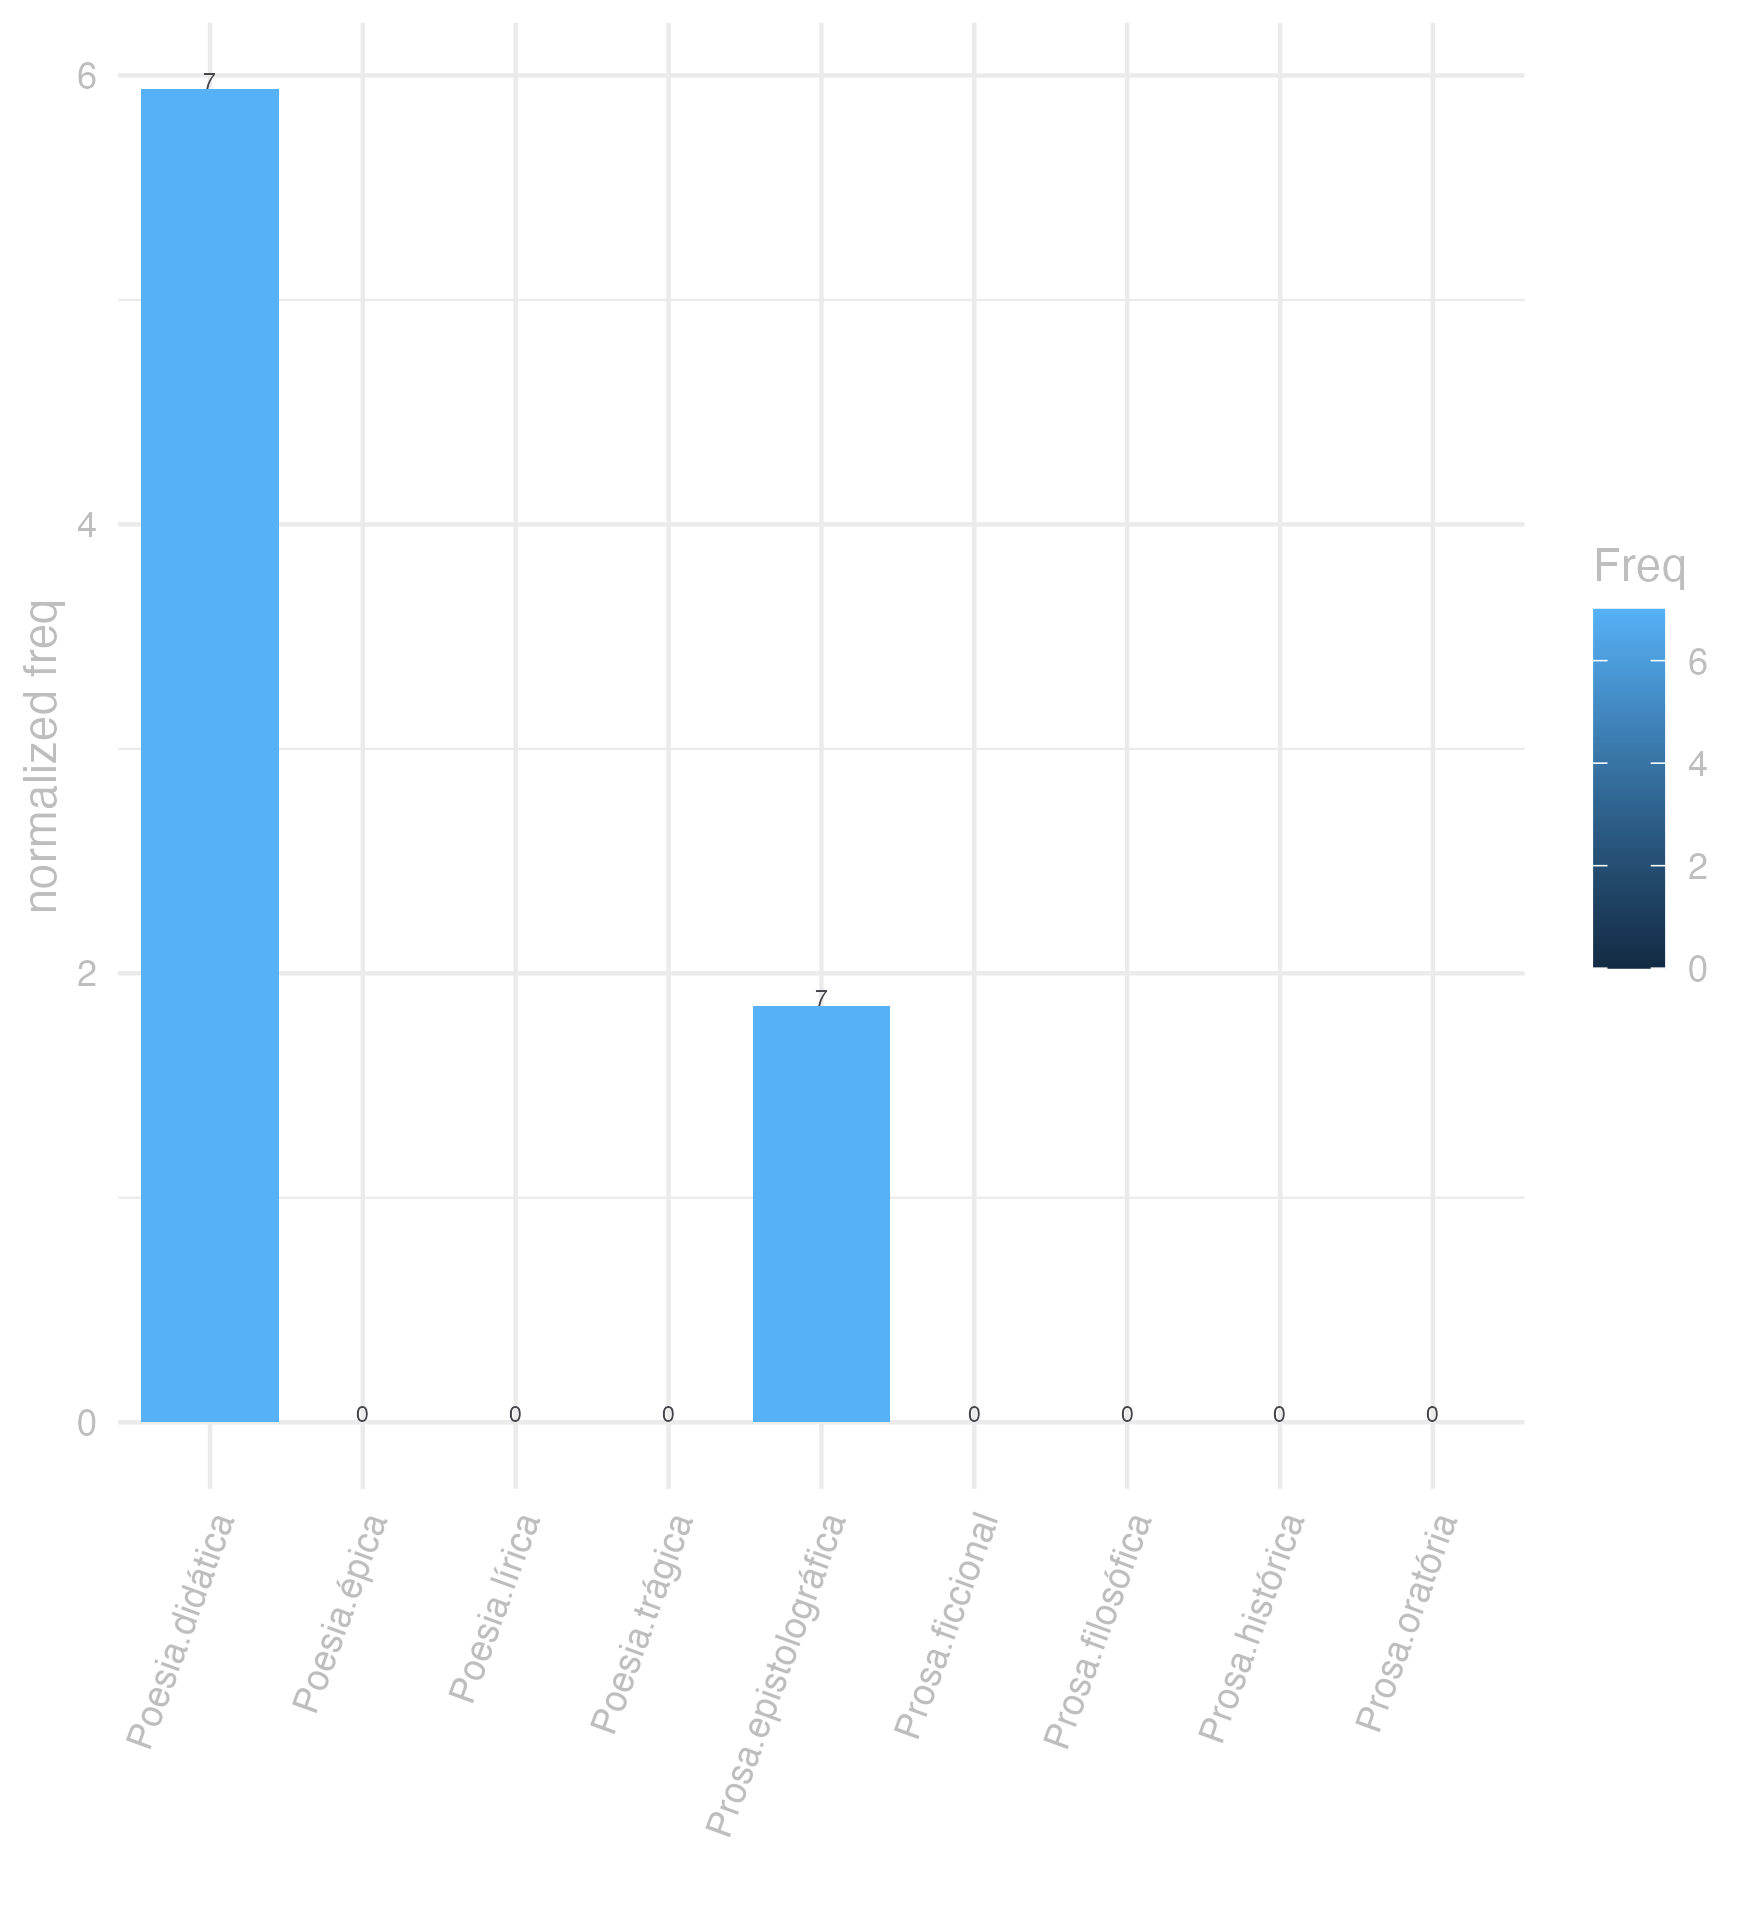 normalized freq
6
4
2
0
7
0
0
0
7
0
0
0
0
Poesia.didática
Poesia.épica
Poesia.lírica
Poesia.trágica
Prosa.epistolográfica
Prosa.ficcional
Prosa.filosófica
Prosa.histórica
Prosa.oratória
Freq
6
4
2
0